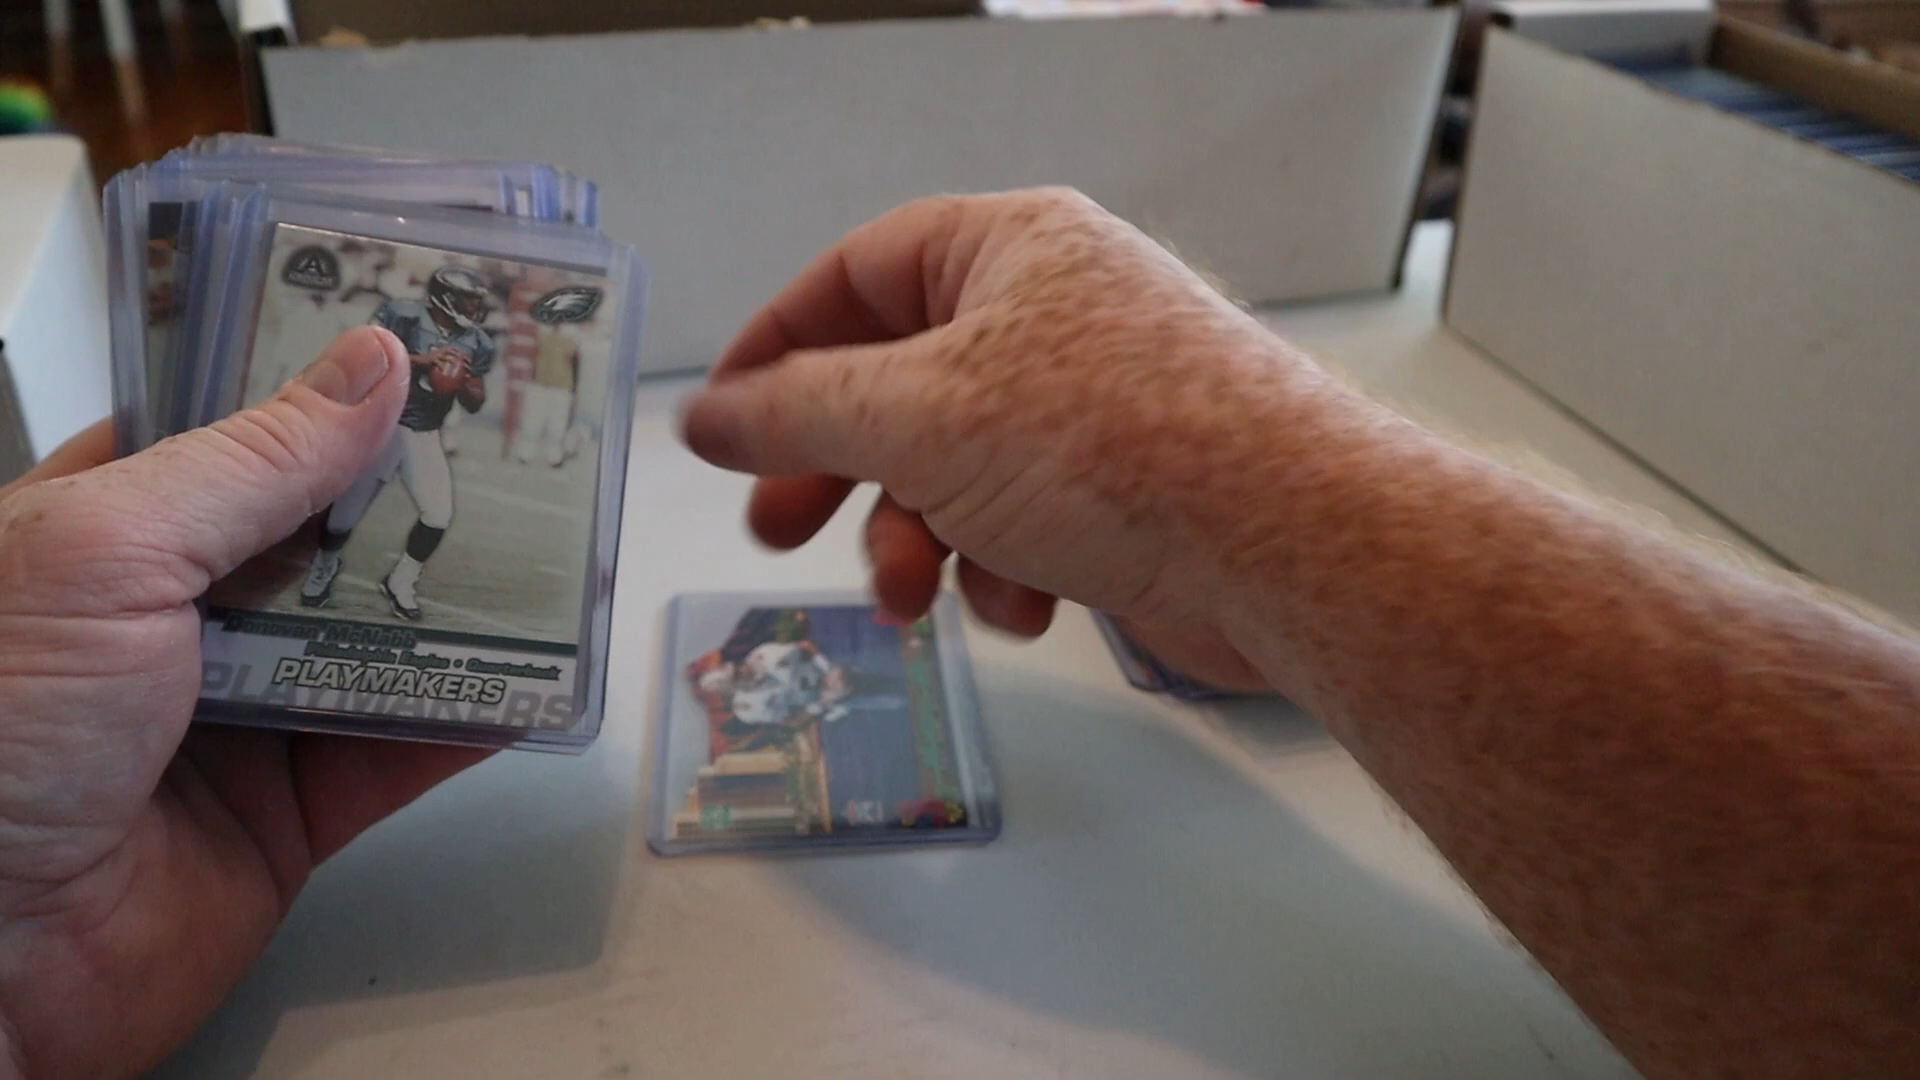 Donovan McNabb
Philadelphia Eagles • Quarterback
PLAYMAKERS
PLAYMAKERS